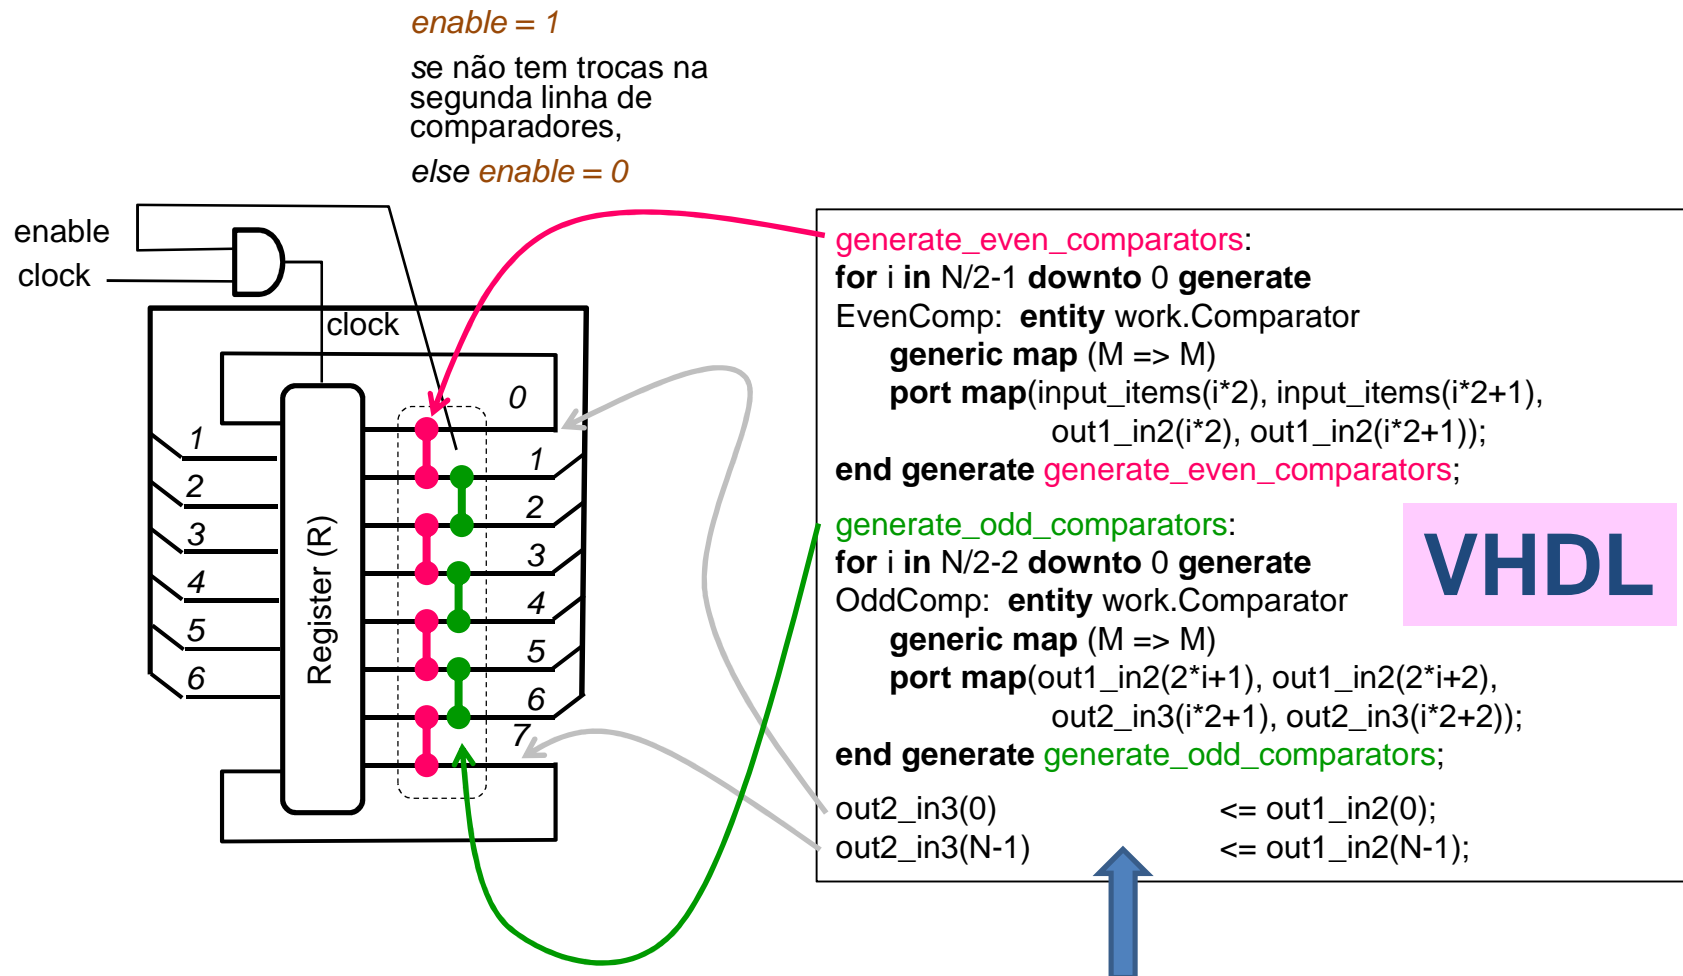 enable = 1
se não tem trocas na
segunda linha de
comparadores,
else enable = 0
enable
clock
clock
Register (R)
1
2
3
4
5
6
0
1
2
3
4
5
6
7
generate_even_comparators:
for i in N/2-1 downto 0 generate
EvenComp: entity work.Comparator
generic map (M => M)
port map(input_items(i*2), input_items(i*2+1),
out1_in2(i*2), out1_in2(i*2+1));
end generate generate_even_comparators;
generate_odd_comparators:
for i in N/2-2 downto 0 generate
OddComp: entity work.Comparator
generic map (M => M)
port map(out1_in2(2*i+1), out1_in2(2*i+2),
out2_in3(i*2+1), out2_in3(i*2+2));
end generate generate_odd_comparators;
out2_in3(0) <= out1_in2(0);
out2_in3(N-1) <= out1_in2(N-1);
VHDL